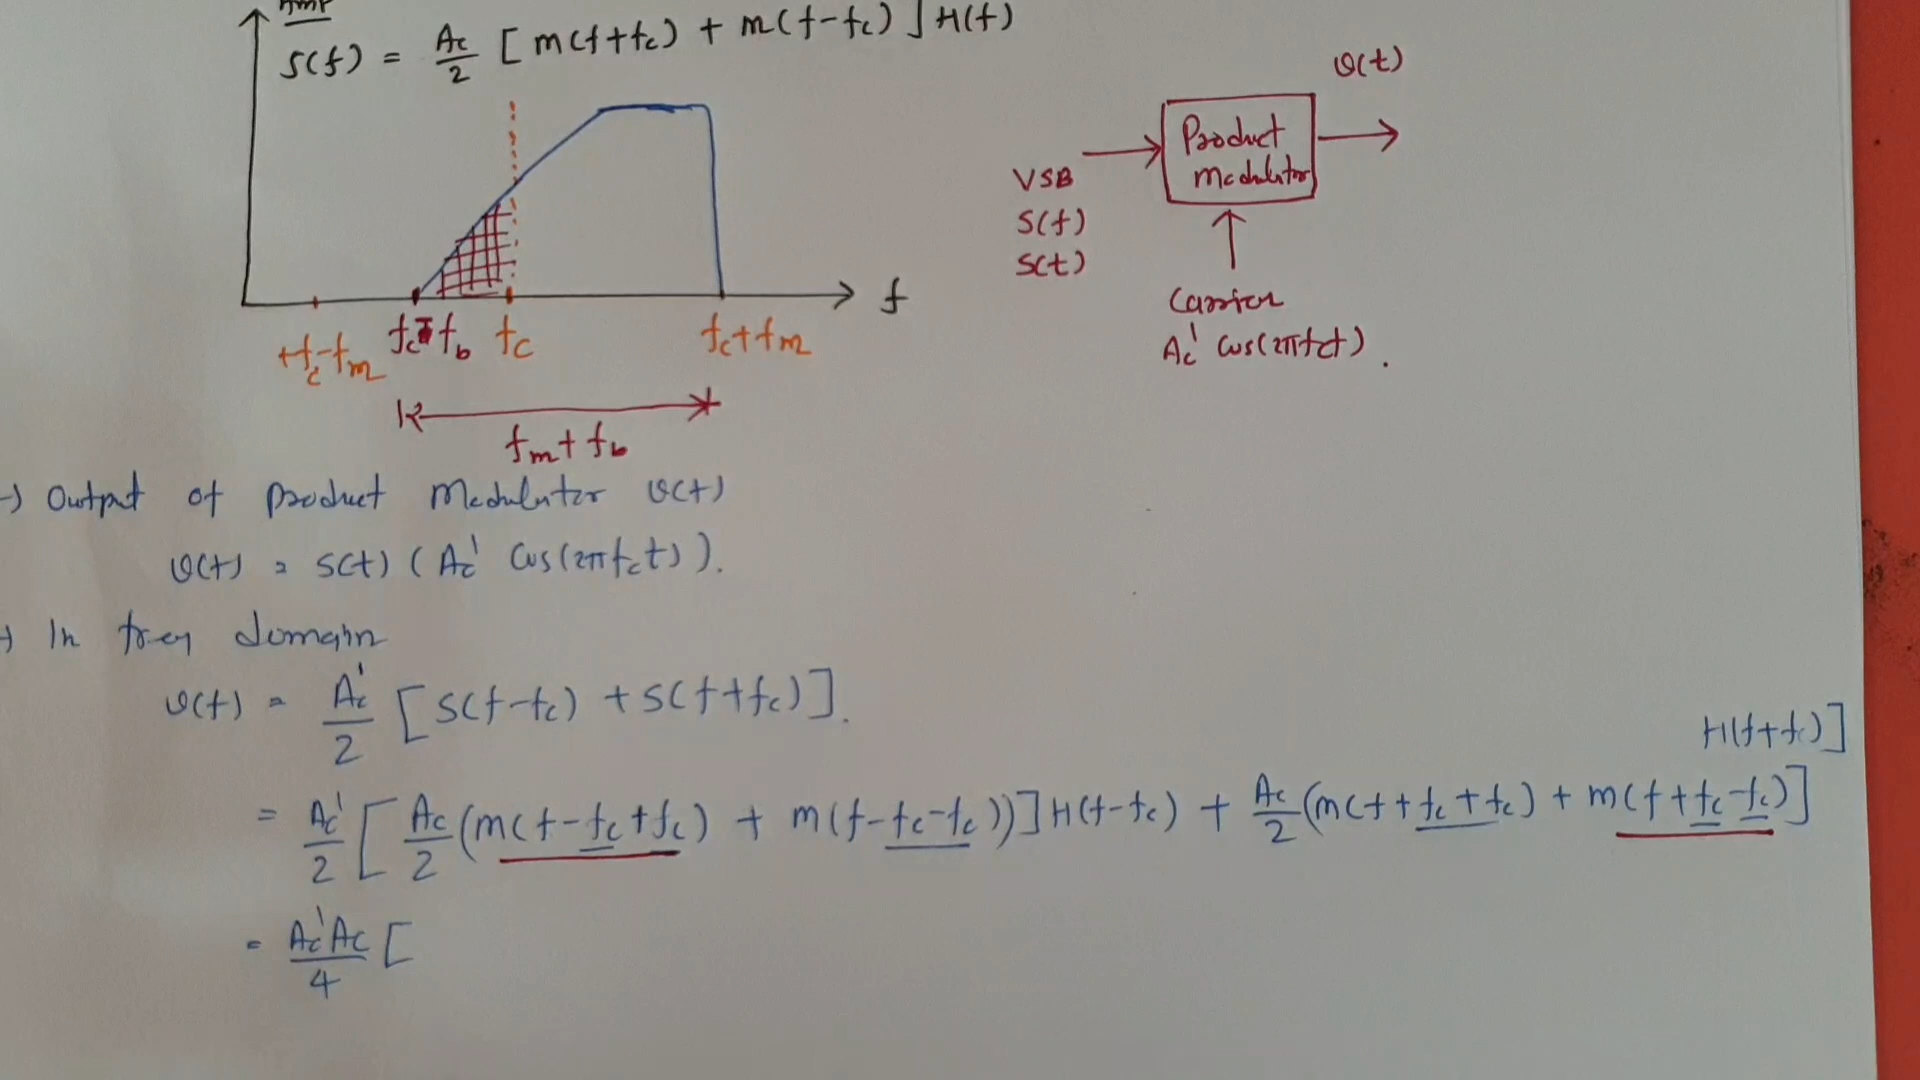 Amp
S(f) = Ac/2 [ m(f+fc) + m(f-fc) ] H(f)
v(t)
Product
Modulator
VSB
S(f)
S(t)
Carrier
Ac' Cos(2πfct).
f
fc-fm fc-fb fc fc+fm
fm+fb
→ Output of product Modulator v(t)
v(t) = S(t) ( Ac' Cos(2πfct) ).
→ In freq domain
v(f) = Ac'/2 [ S(f-fc) + S(f+fc) ].
H(f+fc)]
= Ac'/2 [ Ac/2 (m(f-fc+fc) + m(f-fc-fc))] H(f-fc) + Ac/2 (m(f+fc+fc) + m(f+fc-fc)]
= Ac'Ac/4 [